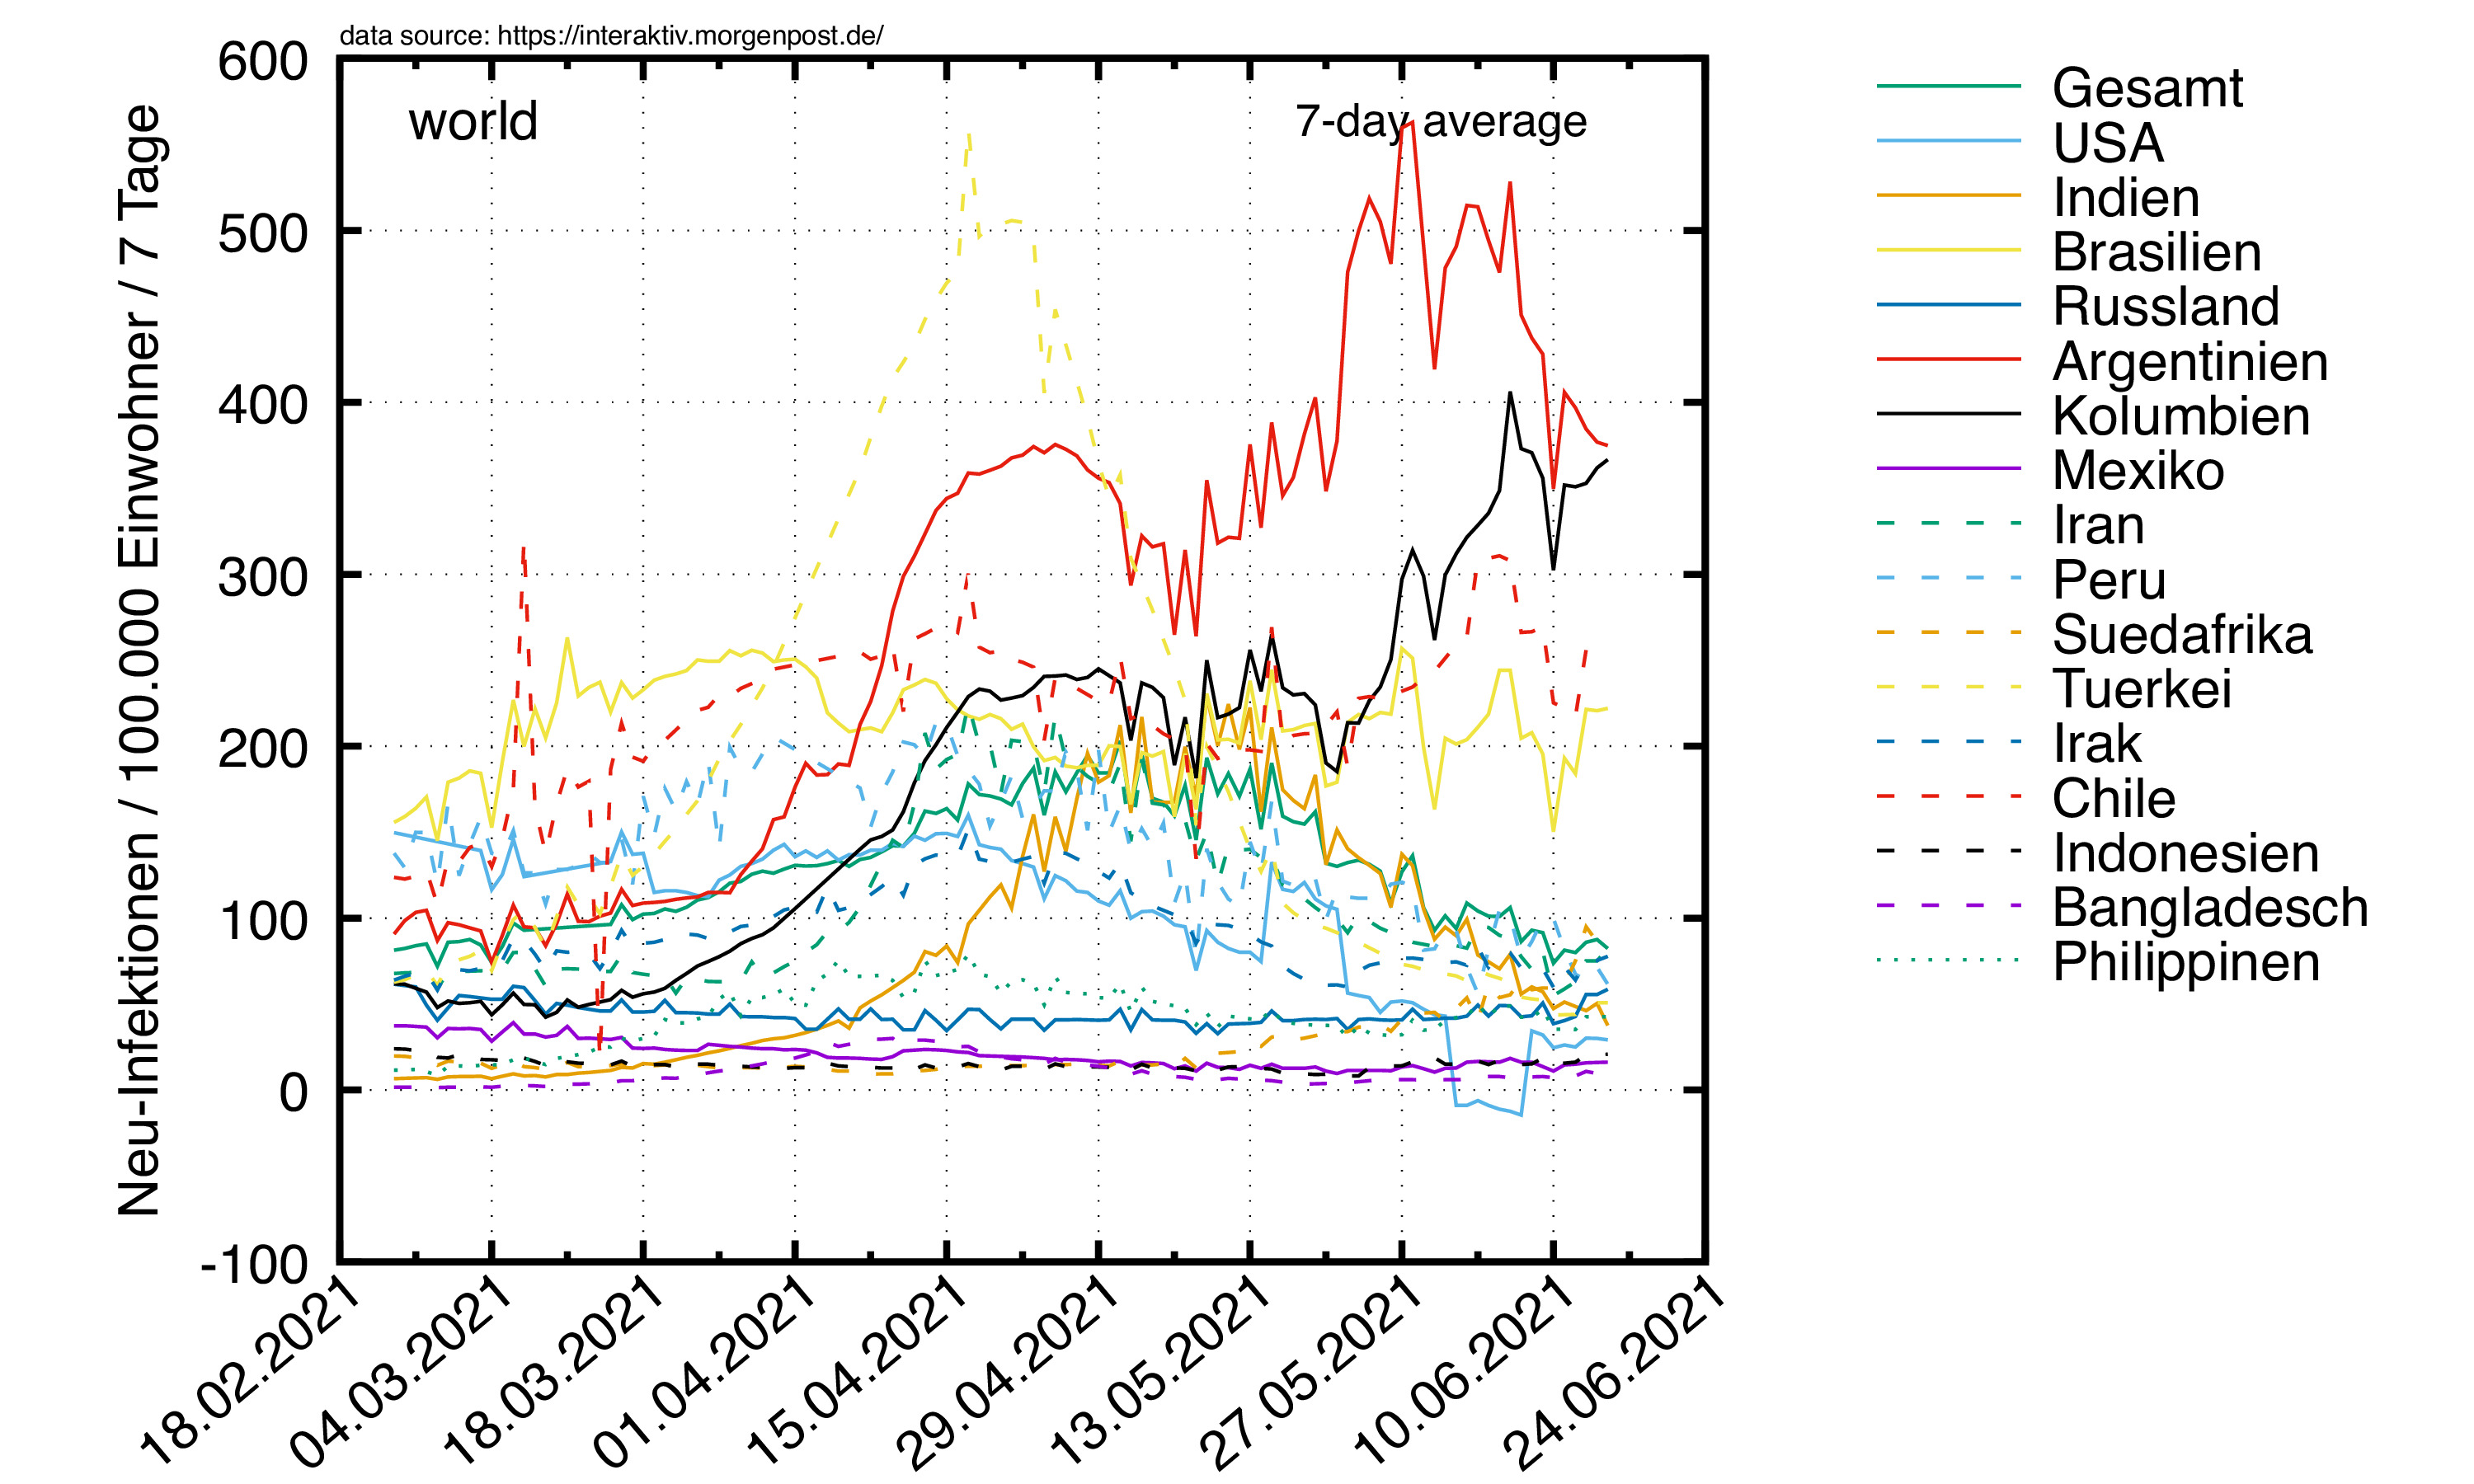 data source: https://interaktiv.morgenpost.de/
world
7-day average
Neu-Infektionen / 100.000 Einwohner / 7 Tage
600
500
400
300
200
100
0
-100
18.02.2021
04.03.2021
18.03.2021
01.04.2021
15.04.2021
29.04.2021
13.05.2021
27.05.2021
10.06.2021
24.06.2021
Gesamt
USA
Indien
Brasilien
Russland
Argentinien
Kolumbien
Mexiko
Iran
Peru
Suedafrika
Tuerkei
Irak
Chile
Indonesien
Bangladesch
Philippinen